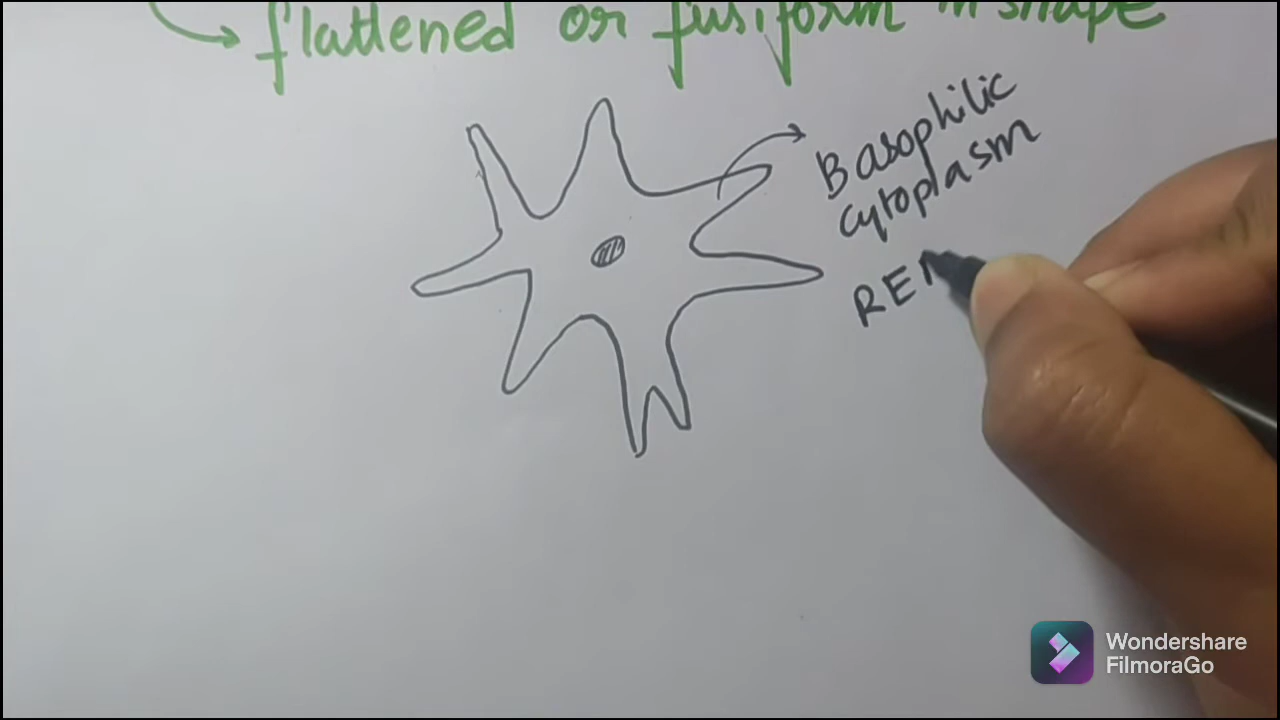 flattened or fusiform in shape
Basophilic
cytoplasm
RE
Wondershare
FilmoraGo